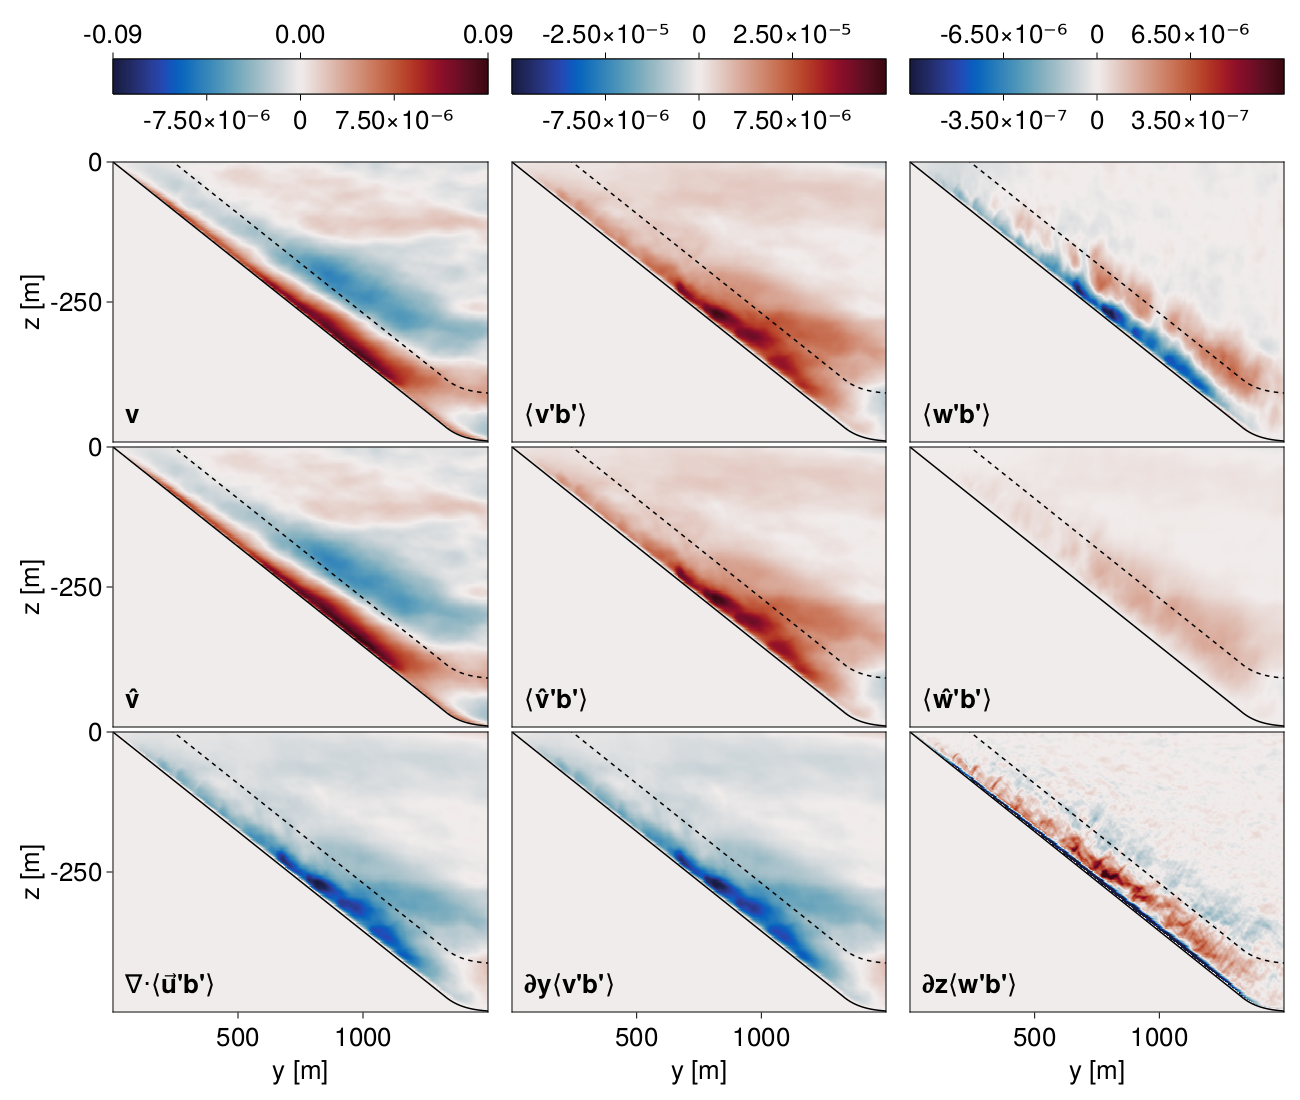 -0.09 0.00 0.09 -2.50×10⁻⁵ 0 2.50×10⁻⁵ -6.50×10⁻⁶ 0 6.50×10⁻⁶
-7.50×10⁻⁶ 0 7.50×10⁻⁶ -7.50×10⁻⁶ 0 7.50×10⁻⁶ -3.50×10⁻⁷ 0 3.50×10⁻⁷
0
z [m]
-250
v ⟨v'b'⟩ ⟨w'b'⟩
0
z [m]
-250
v̂ ⟨v̂'b'⟩ ⟨ŵ'b'⟩
0
z [m]
-250
∇·⟨u⃗'b'⟩ ∂y⟨v'b'⟩ ∂z⟨w'b'⟩
500 1000 500 1000 500 1000
y [m] y [m] y [m]